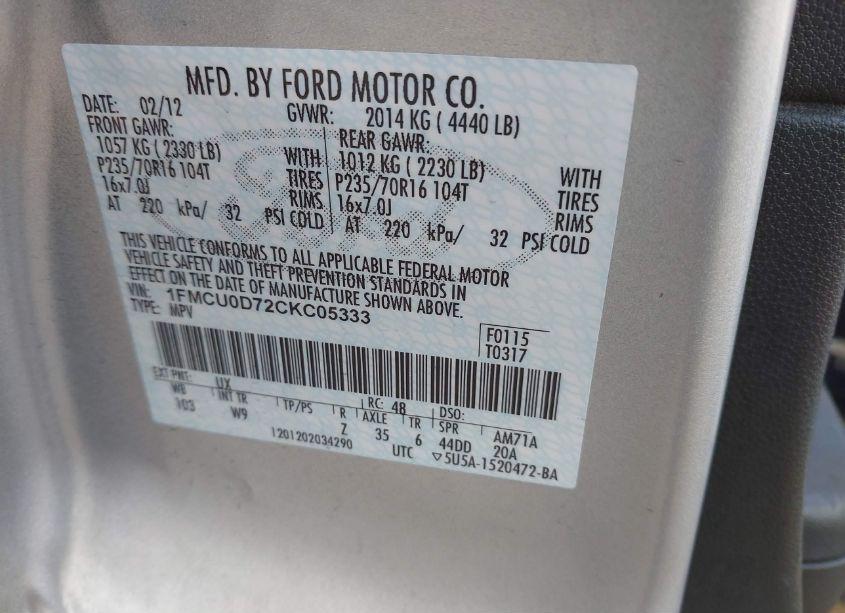 MFD. BY FORD MOTOR CO.
DATE: 02/12 GVWR: 2014 KG ( 4440 LB)
FRONT GAWR: REAR GAWR:
1057 KG ( 2330 LB) WITH 1012 KG ( 2230 LB) WITH
P235/70R16 104T TIRES P235/70R16 104T TIRES
16x7.0J RIMS 16x7.0J RIMS
AT 220 kPa/ 32 PSI COLD AT 220 kPa/ 32 PSI COLD
THIS VEHICLE CONFORMS TO ALL APPLICABLE FEDERAL MOTOR
VEHICLE SAFETY AND THEFT PREVENTION STANDARDS IN
EFFECT ON THE DATE OF MANUFACTURE SHOWN ABOVE.
VIN: 1FMCU0D72CKC05333
TYPE: MPV
F0115
T0317
EXT PNT: UX RC: 48 DSO:
WB INT TR TP/PS R AXLE TR SPR AM71A
103 W9 Z 35 6 44DD 20A
1201202034290 UTC ▽5U5A-1520472-BA